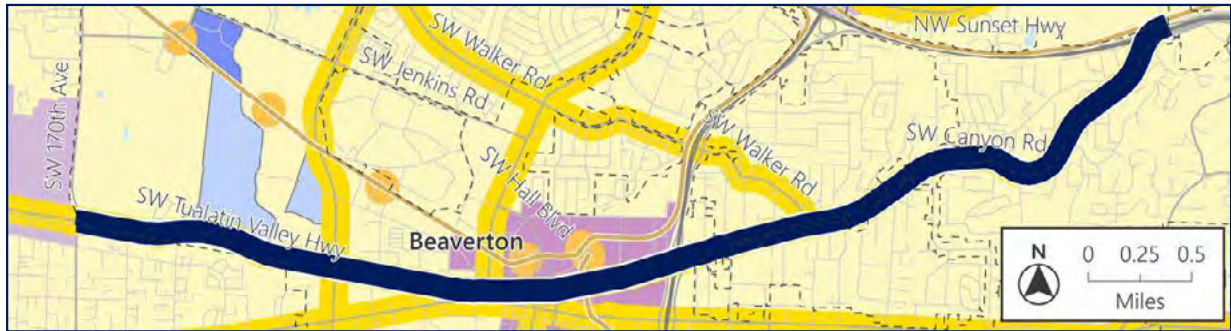 NW Sunset Hwy
SW Walker Rd
SW Jenkins Rd
SW 170th Ave
SW Canyon Rd
SW Walker Rd
SW Hall Blvd
SW Tualatin Valley Hwy
Beaverton
N
0 0.25 0.5
Miles